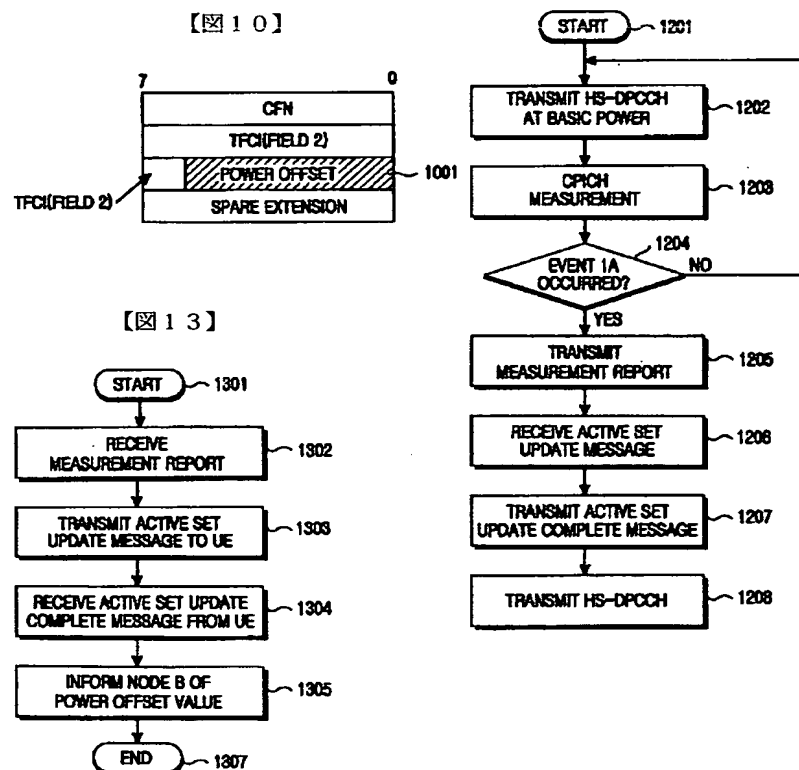 【図１０】
7 0
CFN
TFCI(FIELD 2)
POWER OFFSET
1001
TFCI(FIELD 2)
SPARE EXTENSION
【図１３】
START
1301
RECEIVE
MEASUREMENT REPORT
1302
TRANSMIT ACTIVE SET
UPDATE MESSAGE TO UE
1303
RECEIVE ACTIVE SET UPDATE
COMPLETE MESSAGE FROM UE
1304
INFORM NODE B OF
POWER OFFSET VALUE
1305
END
1307
START
1201
TRANSMIT HS-DPCCH
AT BASIC POWER
1202
CPICH
MEASUREMENT
1203
1204
EVENT 1A
OCCURRED?
NO
YES
TRANSMIT
MEASUREMENT REPORT
1205
RECEIVE ACTIVE SET
UPDATE MESSAGE
1206
TRANSMIT ACTIVE SET
UPDATE COMPLETE MESSAGE
1207
TRANSMIT HS-DPCCH
1208